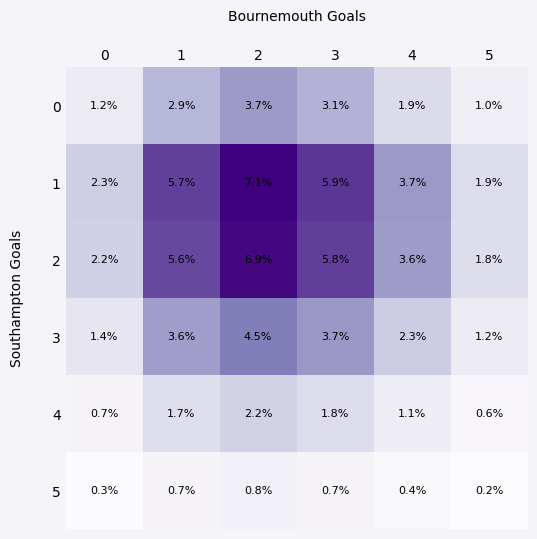 Bournemouth Goals
0 1 2 3 4 5
0 1.2% 2.9% 3.7% 3.1% 1.9% 1.0%
1 2.3% 5.7% 7.1% 5.9% 3.7% 1.9%
2 2.2% 5.6% 6.9% 5.8% 3.6% 1.8%
3 1.4% 3.6% 4.5% 3.7% 2.3% 1.2%
4 0.7% 1.7% 2.2% 1.8% 1.1% 0.6%
5 0.3% 0.7% 0.8% 0.7% 0.4% 0.2%
Southampton Goals